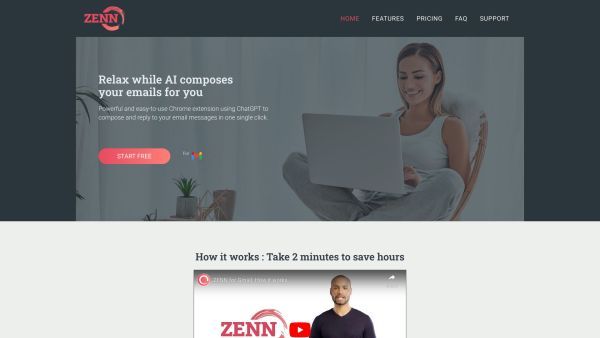 ZENN
HOME FEATURES PRICING FAQ SUPPORT
Relax while AI composes
your emails for you
Powerful and easy-to-use Chrome extension using ChatGPT to
compose and reply to your email messages in one single click.
START FREE
For
How it works : Take 2 minutes to save hours
ZENN for Gmail: How it works
ZENN